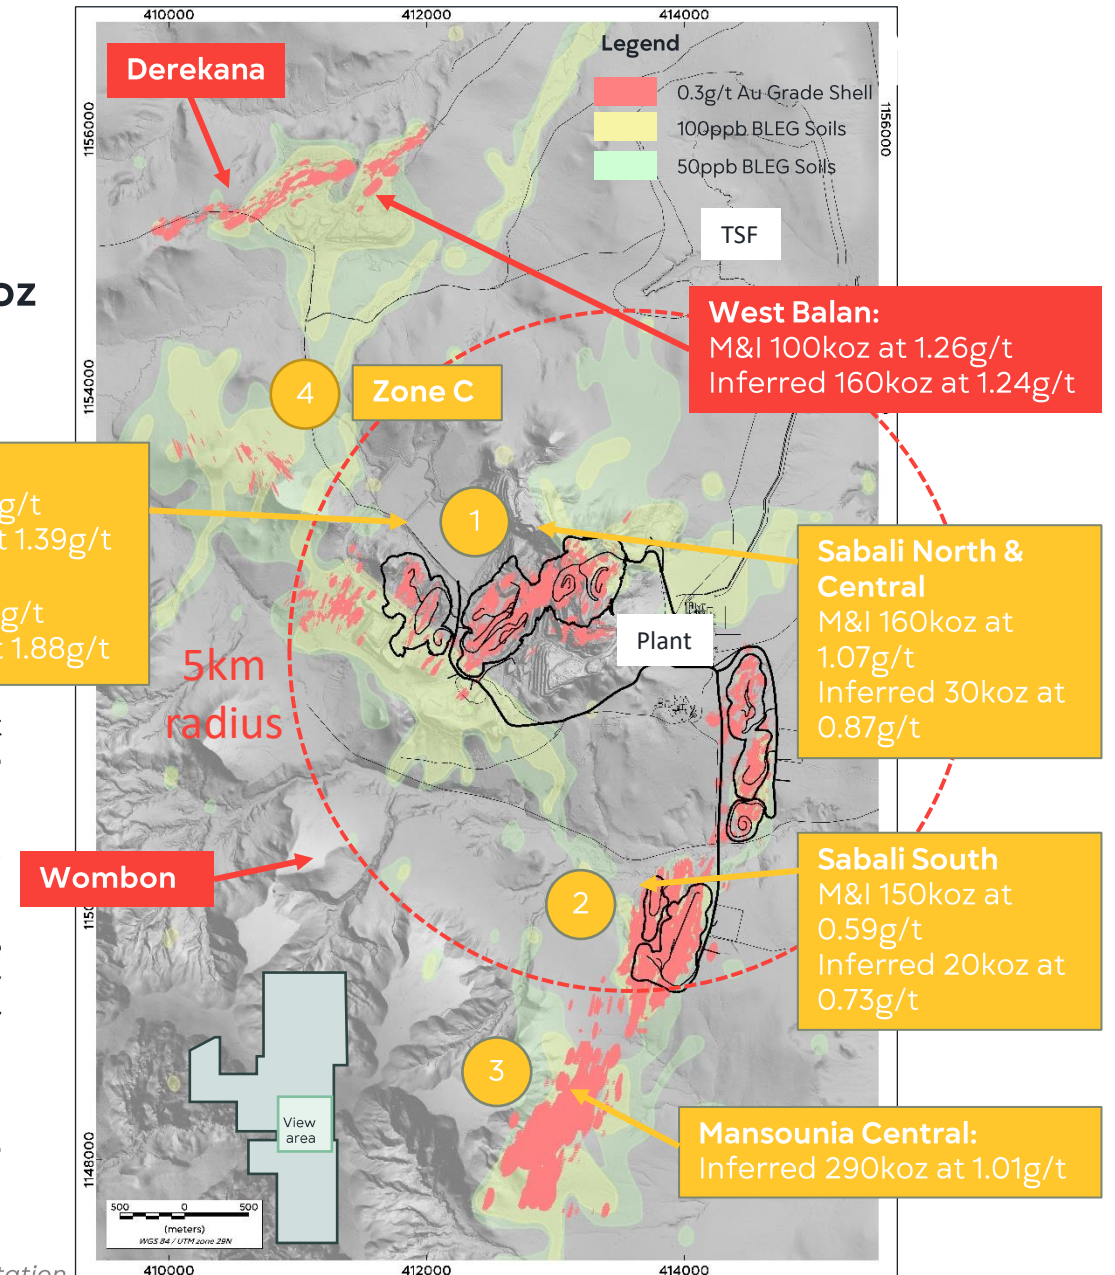 410000
412000
414000
Derekana
Legend
0.3g/t Au Grade Shell
100ppb BLEG Soils
50ppb BLEG Soils
1156000
1156000
TSF
oz
West Balan:
M&I 100koz at 1.26g/t
Inferred 160koz at 1.24g/t
1154000
4
Zone C
g/t
t 1.39g/t
g/t
t 1.88g/t
1
Sabali North &
Central
M&I 160koz at
1.07g/t
Inferred 30koz at
0.87g/t
Plant
5km
radius
Wombon
2
Sabali South
M&I 150koz at
0.59g/t
Inferred 20koz at
0.73g/t
3
View
area
Mansounia Central:
Inferred 290koz at 1.01g/t
1148000
500
0
500
(meters)
WGS 84 / UTM zone 29N
410000
412000
414000